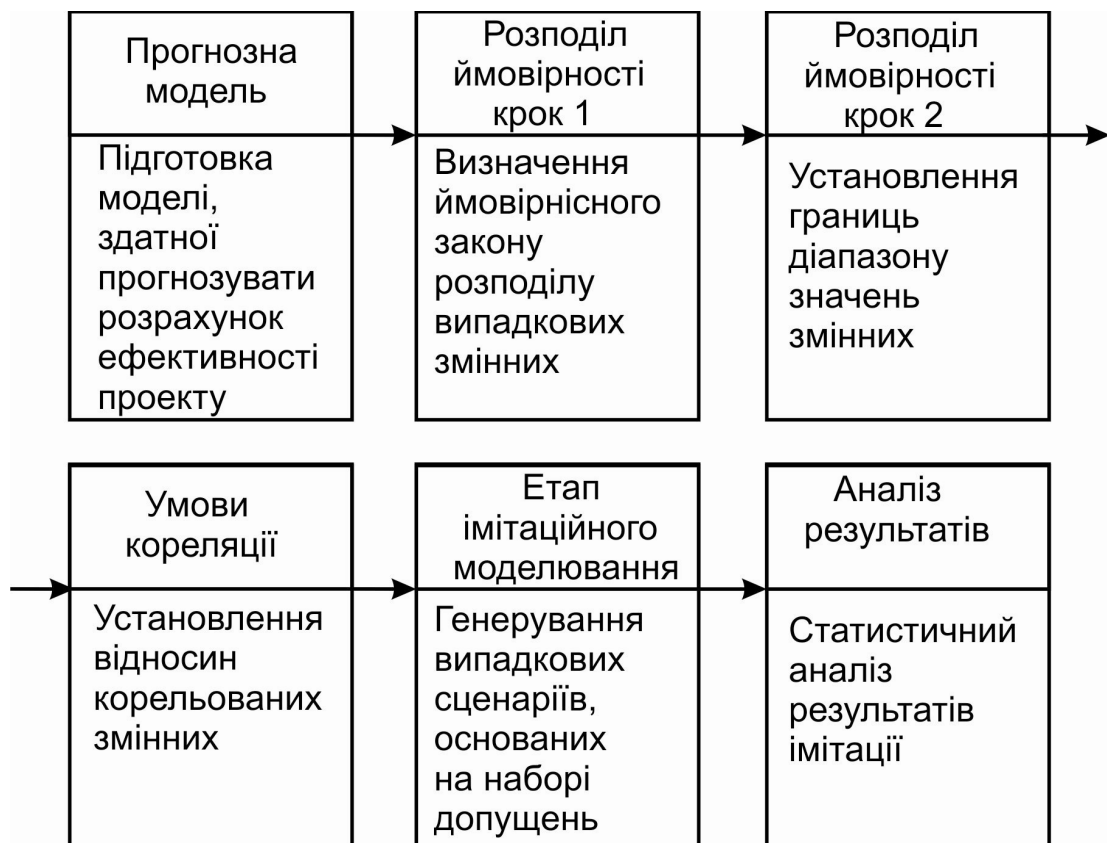 Прогнозна
модель
Підготовка
моделі,
здатної
прогнозувати
розрахунок
ефективності
проекту
Розподіл
ймовірності
крок 1
Визначення
ймовірнісного
закону
розподілу
випадкових
змінних
Розподіл
ймовірності
крок 2
Установлення
границь
діапазону
значень
змінних
Умови
кореляції
Установлення
відносин
корельованих
змінних
Етап
імітаційного
моделювання
Генерування
випадкових
сценаріїв,
основаних
на наборі
допущень
Аналіз
результатів
Статистичний
аналіз
результатів
імітації